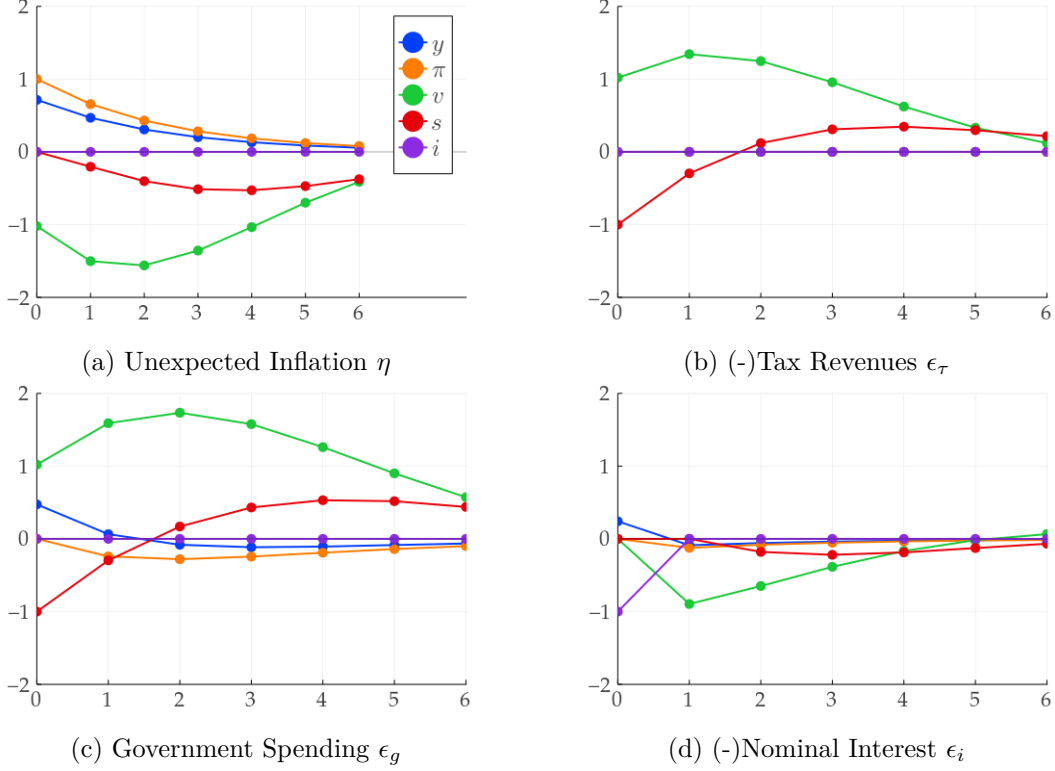 2
1
0
−1
−2
0 1 2 3 4 5 6
y
π
v
s
i
(a) Unexpected Inflation η
2
1
0
−1
−2
0 1 2 3 4 5 6
(b) (-)Tax Revenues ϵτ
2
1
0
−1
−2
0 1 2 3 4 5 6
(c) Government Spending ϵg
2
1
0
−1
−2
0 1 2 3 4 5 6
(d) (-)Nominal Interest ϵi